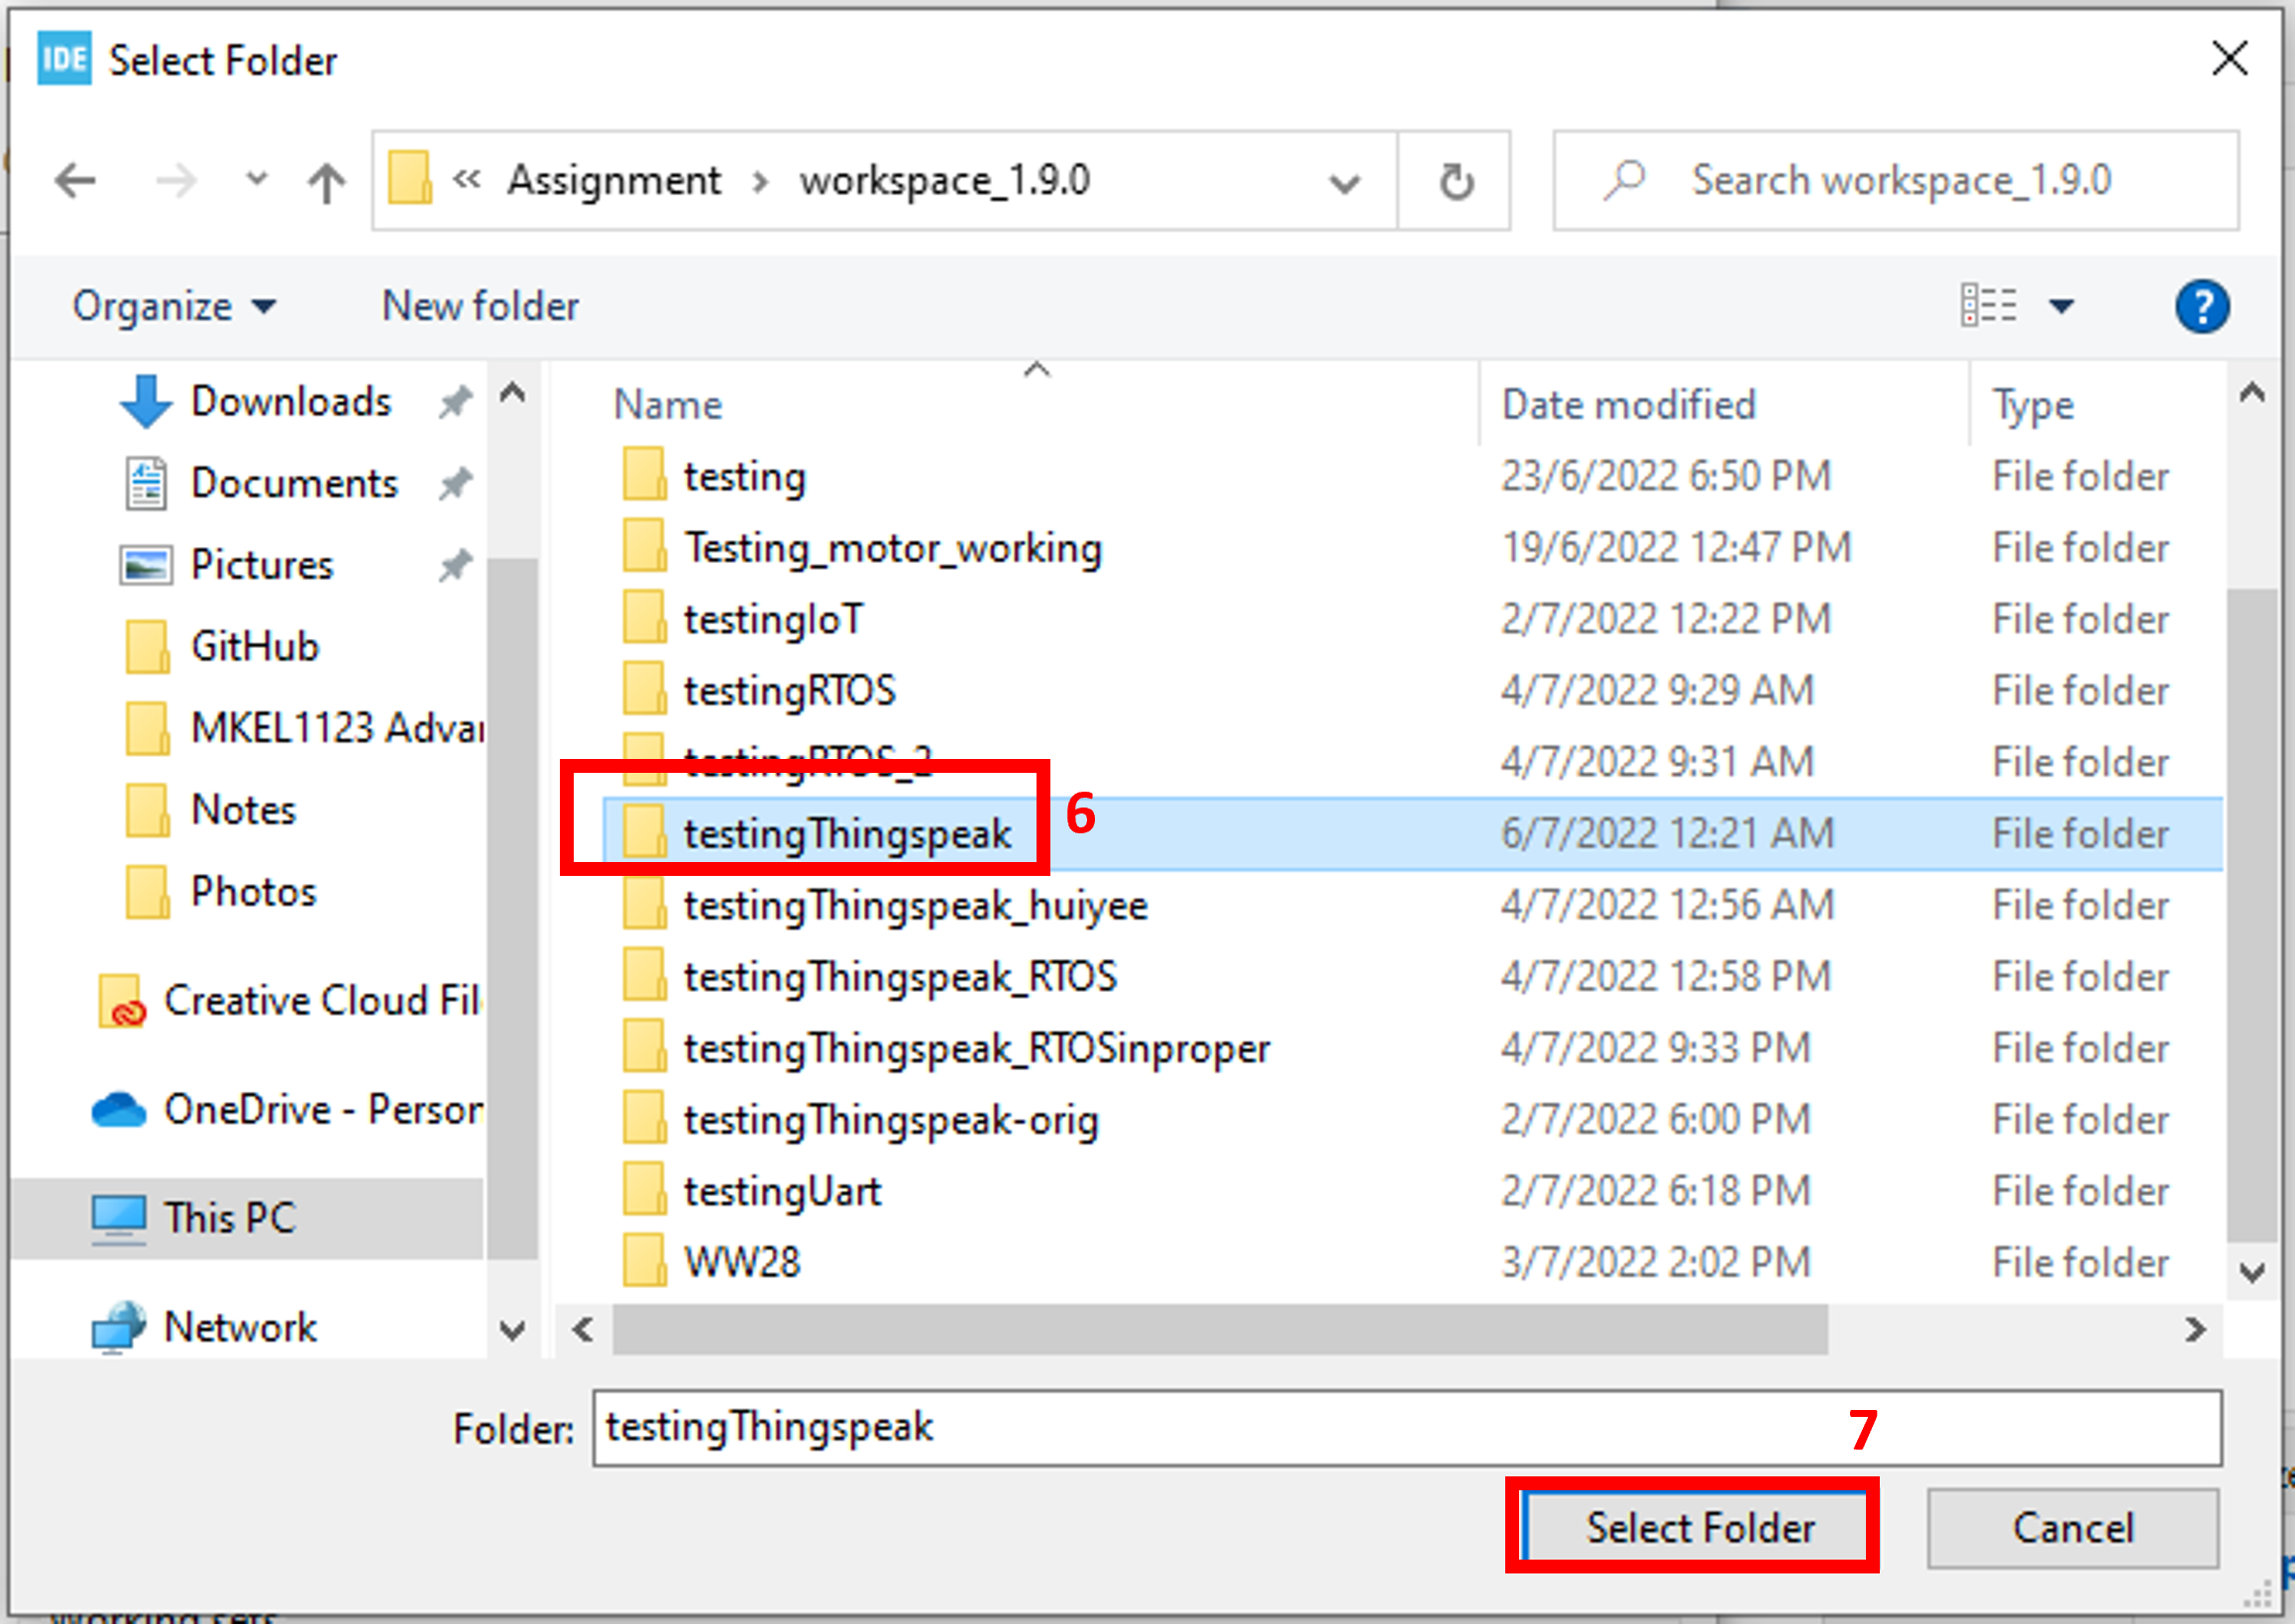 IDE Select Folder
« Assignment > workspace_1.9.0
Search workspace_1.9.0
Organize New folder ?
Downloads
Documents
Pictures
GitHub
MKEL1123 Advar
Notes
Photos
Creative Cloud Fil
OneDrive - Person
This PC
Network
Name Date modified Type
testing 23/6/2022 6:50 PM File folder
Testing_motor_working 19/6/2022 12:47 PM File folder
testingIoT 2/7/2022 12:22 PM File folder
testingRTOS 4/7/2022 9:29 AM File folder
testingRTOS_2 4/7/2022 9:31 AM File folder
testingThingspeak 6 6/7/2022 12:21 AM File folder
testingThingspeak_huiyee 4/7/2022 12:56 AM File folder
testingThingspeak_RTOS 4/7/2022 12:58 PM File folder
testingThingspeak_RTOSinproper 4/7/2022 9:33 PM File folder
testingThingspeak-orig 2/7/2022 6:00 PM File folder
testingUart 2/7/2022 6:18 PM File folder
WW28 3/7/2022 2:02 PM File folder
Folder: testingThingspeak
7
Select Folder Cancel
Working sets